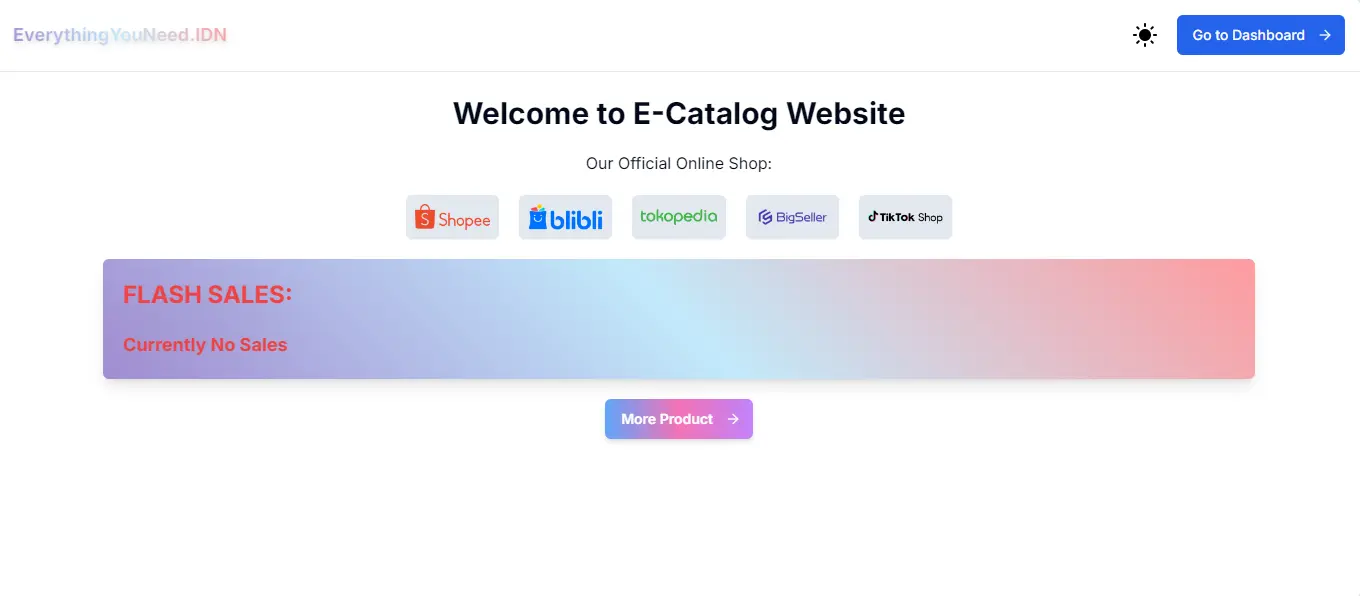 EverythingYouNeed.IDN
Go to Dashboard
Welcome to E-Catalog Website
Our Official Online Shop:
S Shopee
blibli
tokopedia
BigSeller
TikTok Shop
FLASH SALES:
Currently No Sales
More Product